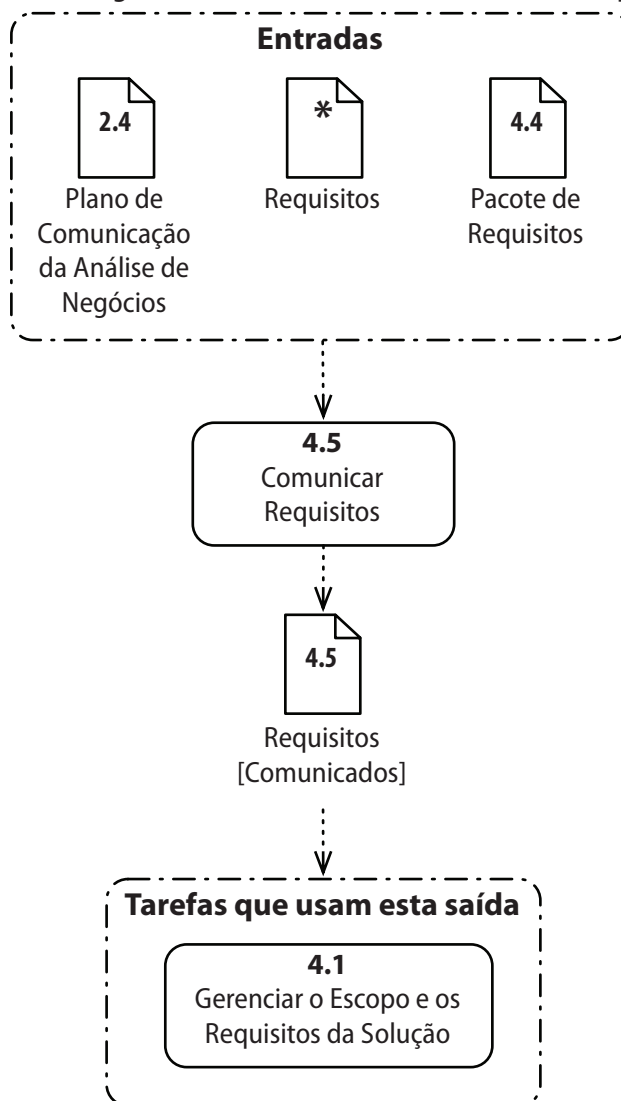 Entradas
2.4
Plano de
Comunicação
da Análise de
Negócios
*
Requisitos
4.4
Pacote de
Requisitos
4.5
Comunicar
Requisitos
4.5
Requisitos
[Comunicados]
Tarefas que usam esta saída
4.1
Gerenciar o Escopo e os
Requisitos da Solução